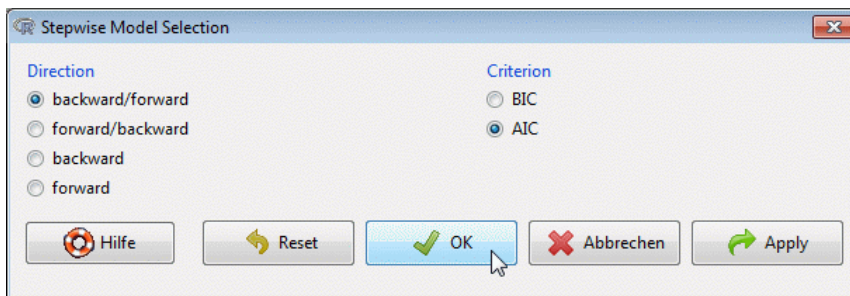 Stepwise Model Selection
Direction
backward/forward
forward/backward
backward
forward
Criterion
BIC
AIC
Hilfe
Reset
OK
Abbrechen
Apply